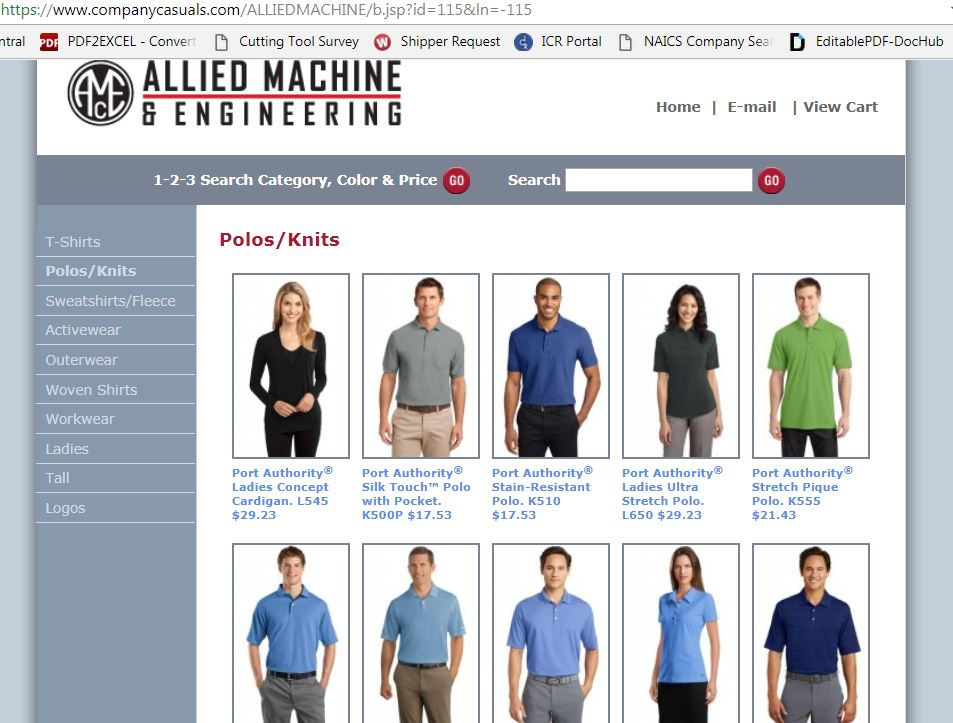 https://www.companycasuals.com/ALLIEDMACHINE/b.jsp?id=115&ln=-115
ntral PDF PDF2EXCEL - Convert Cutting Tool Survey W Shipper Request ICR Portal NAICS Company Sear D EditablePDF-DocHub
ALLIED MACHINE
& ENGINEERING
Home | E-mail | View Cart
1-2-3 Search Category, Color & Price GO Search GO
T-Shirts
Polos/Knits
Sweatshirts/Fleece
Activewear
Outerwear
Woven Shirts
Workwear
Ladies
Tall
Logos
Polos/Knits
Port Authority®
Ladies Concept
Cardigan. L545
$29.23
Port Authority®
Silk Touch™ Polo
with Pocket.
K500P $17.53
Port Authority®
Stain-Resistant
Polo. K510
$17.53
Port Authority®
Ladies Ultra
Stretch Polo.
L650 $29.23
Port Authority®
Stretch Pique
Polo. K555
$21.43